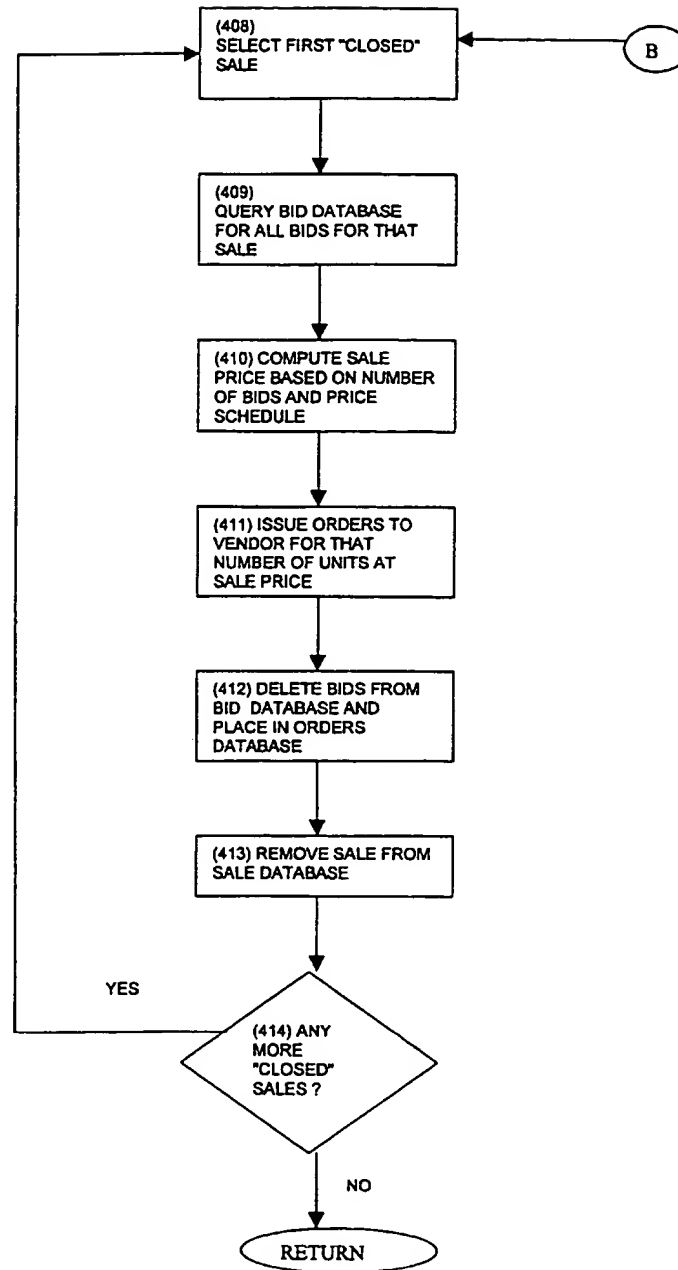 (408)
SELECT FIRST "CLOSED"
SALE
B
(409)
QUERY BID DATABASE
FOR ALL BIDS FOR THAT
SALE
(410) COMPUTE SALE
PRICE BASED ON NUMBER
OF BIDS AND PRICE
SCHEDULE
(411) ISSUE ORDERS TO
VENDOR FOR THAT
NUMBER OF UNITS AT
SALE PRICE
(412) DELETE BIDS FROM
BID DATABASE AND
PLACE IN ORDERS
DATABASE
(413) REMOVE SALE FROM
SALE DATABASE
YES
(414) ANY
MORE
"CLOSED"
SALES ?
NO
RETURN